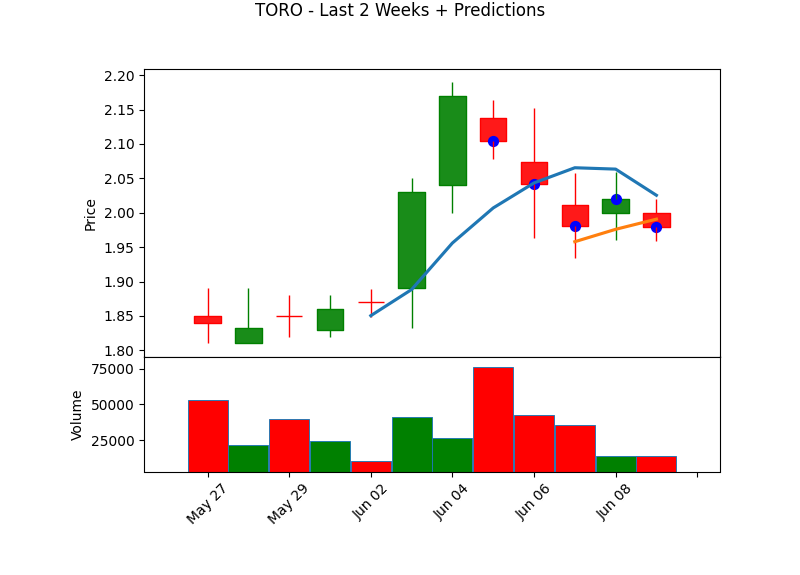 TORO - Last 2 Weeks + Predictions
2.20
2.15
2.10
2.05
2.00
1.95
1.90
1.85
1.80
Price
75000
50000
25000
Volume
May 27
May 29
Jun 02
Jun 04
Jun 06
Jun 08